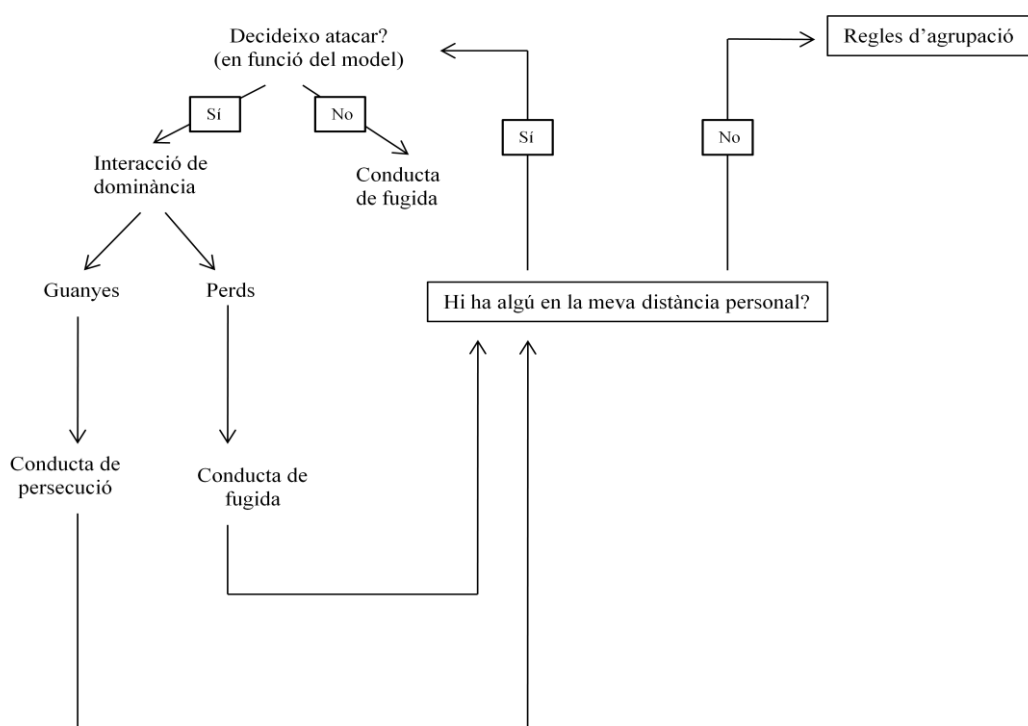 Decideixo atacar?
(en funció del model)
Regles d'agrupació
Sí
No
Sí
No
Interacció de
dominància
Conducta
de fugida
Guanyes
Perds
Hi ha algú en la meva distància personal?
Conducta de
persecució
Conducta de
fugida